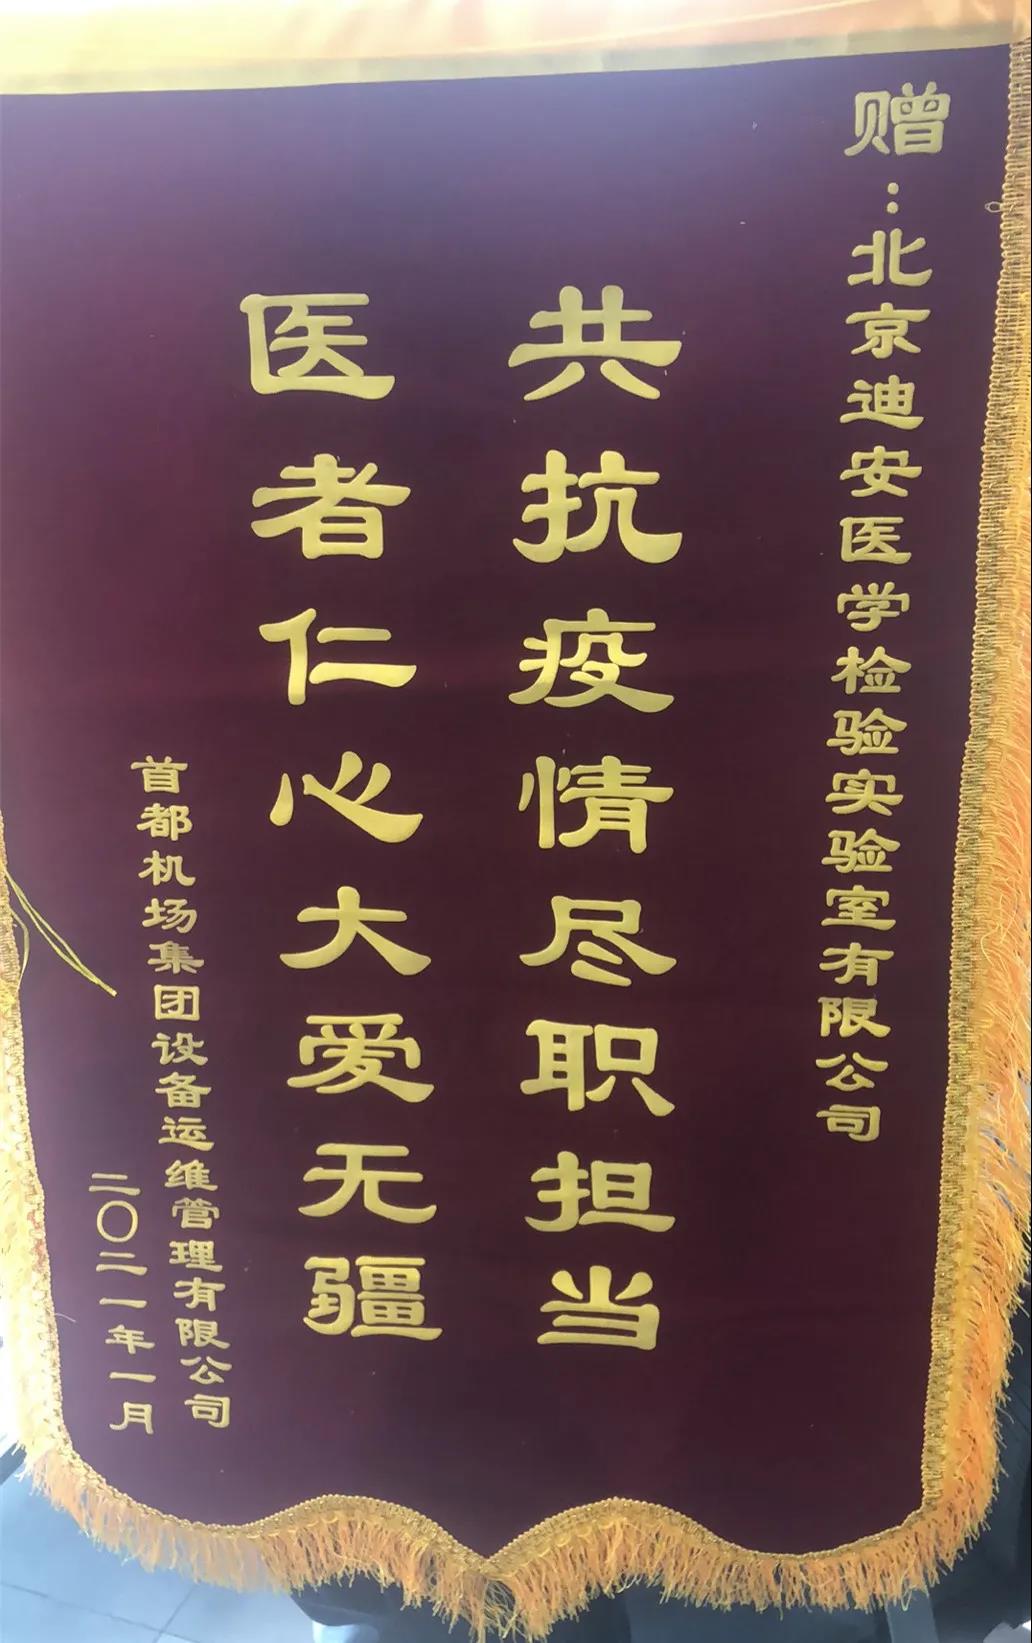 赠:北京迪安医学检验实验室有限公司
共抗疫情尽职担当
医者仁心大爱无疆
首都机场集团设备运维管理有限公司
二〇二一年一月